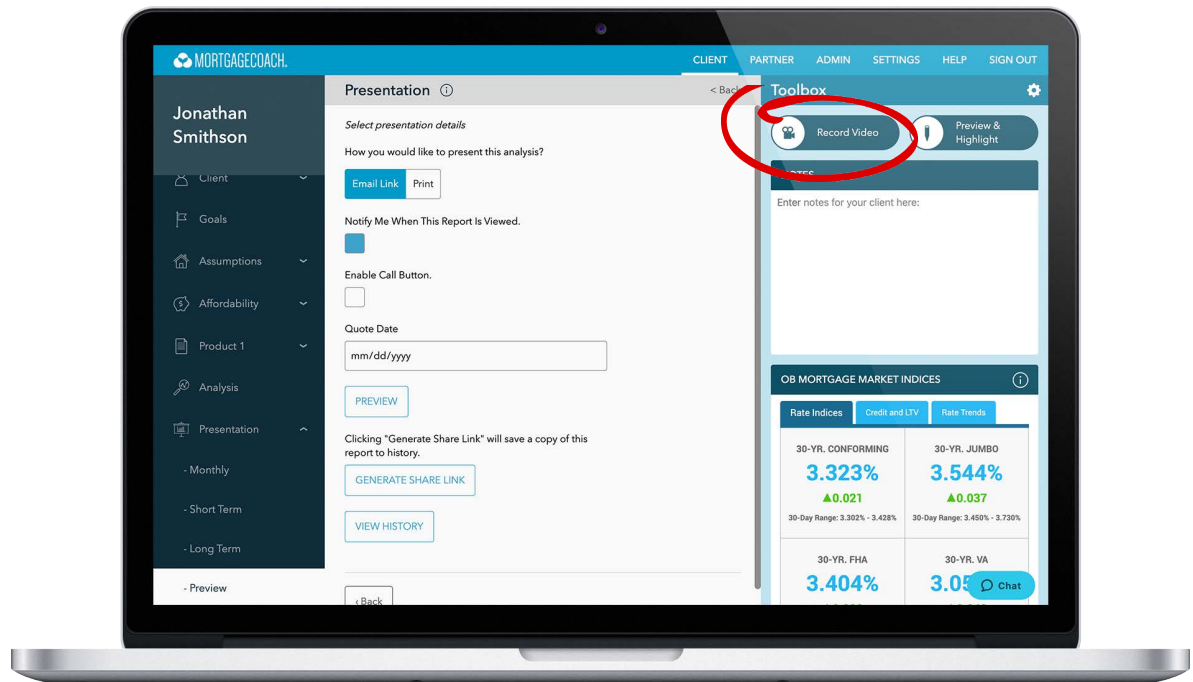 MORTGAGECOACH.
CLIENT PARTNER ADMIN SETTINGS HELP SIGN OUT
Jonathan
Smithson
Client
Goals
Assumptions
Affordability
Product 1
Analysis
Presentation
- Monthly
- Short Term
- Long Term
- Preview
Presentation
< Back
Select presentation details
How you would like to present this analysis?
Email Link Print
Notify Me When This Report Is Viewed.
Enable Call Button.
Quote Date
mm/dd/yyyy
PREVIEW
Clicking "Generate Share Link" will save a copy of this
report to history.
GENERATE SHARE LINK
VIEW HISTORY
‹ Back
Toolbox
Record Video
Preview &
Highlight
NOTES
Enter notes for your client here:
OB MORTGAGE MARKET INDICES
Rate Indices Credit and LTV Rate Trends
30-YR. CONFORMING 30-YR. JUMBO
3.323% 3.544%
▲0.021 ▲0.037
30-Day Range: 3.302% - 3.428% 30-Day Range: 3.450% - 3.730%
30-YR. FHA 30-YR. VA
3.404% 3.05
Chat